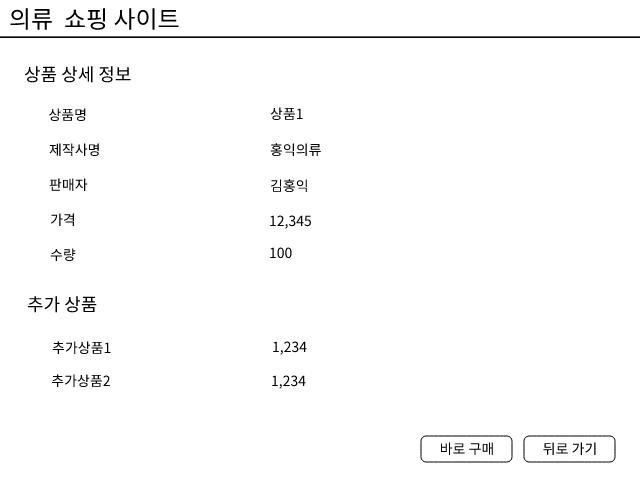 의류 쇼핑 사이트
상품 상세 정보
상품명 상품1
제작사명 홍익의류
판매자 김홍익
가격 12,345
수량 100
추가 상품
추가상품1 1,234
추가상품2 1,234
바로 구매 뒤로 가기